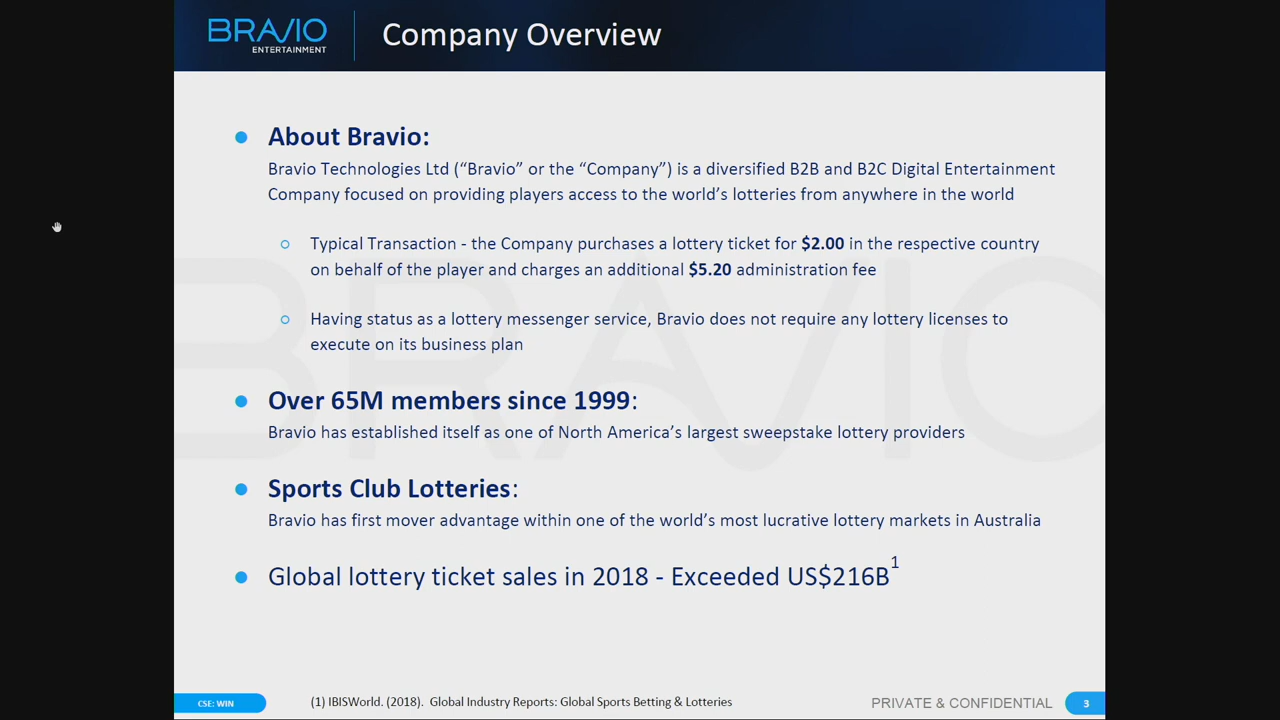 BRAVIO
ENTERTAINMENT
Company Overview
About Bravio:
Bravio Technologies Ltd (“Bravio” or the “Company”) is a diversified B2B and B2C Digital Entertainment
Company focused on providing players access to the world’s lotteries from anywhere in the world
Typical Transaction - the Company purchases a lottery ticket for $2.00 in the respective country
on behalf of the player and charges an additional $5.20 administration fee
Having status as a lottery messenger service, Bravio does not require any lottery licenses to
execute on its business plan
Over 65M members since 1999:
Bravio has established itself as one of North America’s largest sweepstake lottery providers
Sports Club Lotteries:
Bravio has first mover advantage within one of the world’s most lucrative lottery markets in Australia
Global lottery ticket sales in 2018 - Exceeded US$216B1
BRAVIO
CSE: WIN
(1) IBISWorld. (2018). Global Industry Reports: Global Sports Betting & Lotteries
PRIVATE & CONFIDENTIAL
3